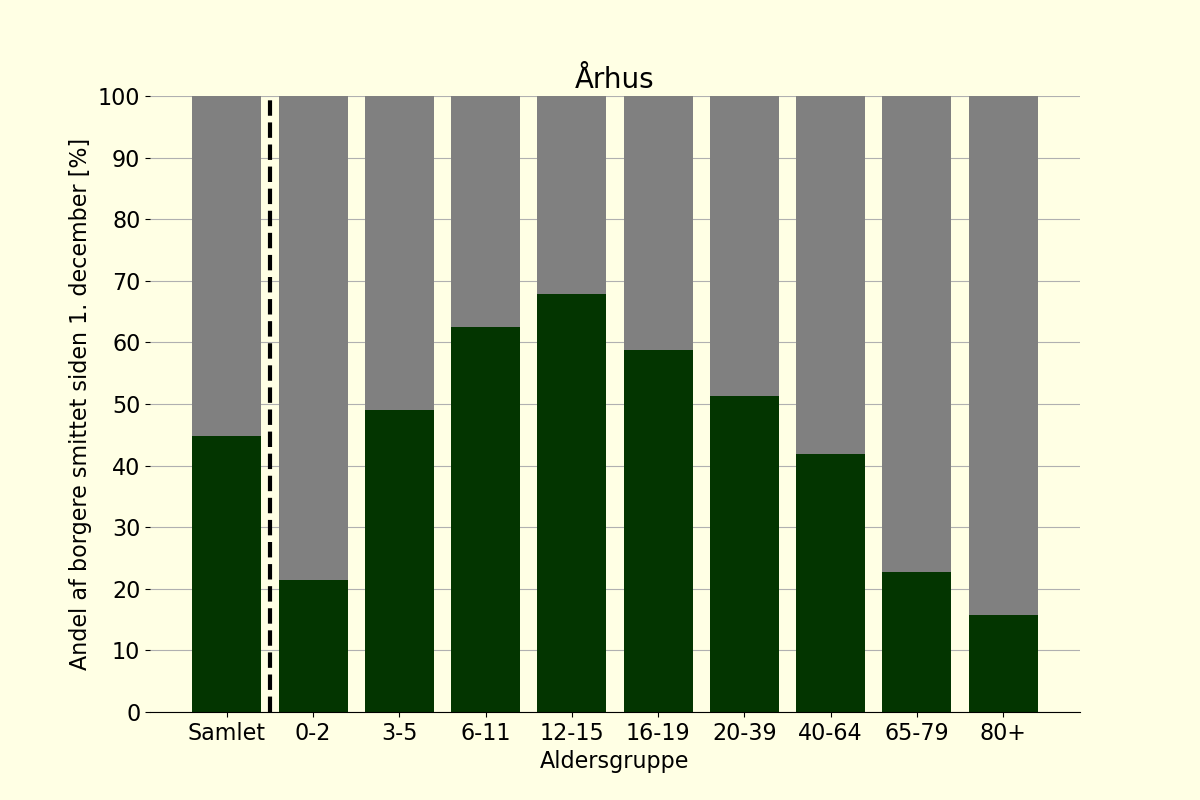 Århus
Andel af borgere smittet siden 1. december [%]
100
90
80
70
60
50
40
30
20
10
0
Samlet 0-2 3-5 6-11 12-15 16-19 20-39 40-64 65-79 80+
Aldersgruppe